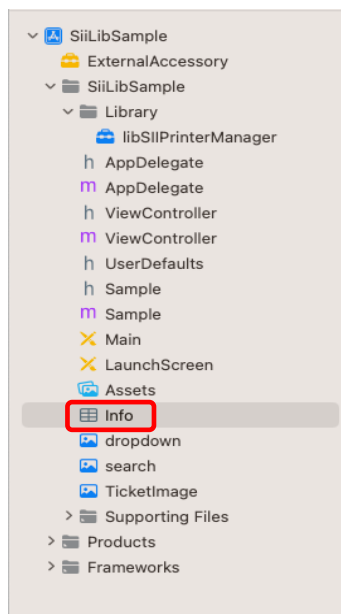 SiiLibSample
ExternalAccessory
SiiLibSample
Library
libSIIPrinterManager
h AppDelegate
m AppDelegate
h ViewController
m ViewController
h UserDefaults
h Sample
m Sample
Main
LaunchScreen
Assets
Info
dropdown
search
TicketImage
Supporting Files
Products
Frameworks